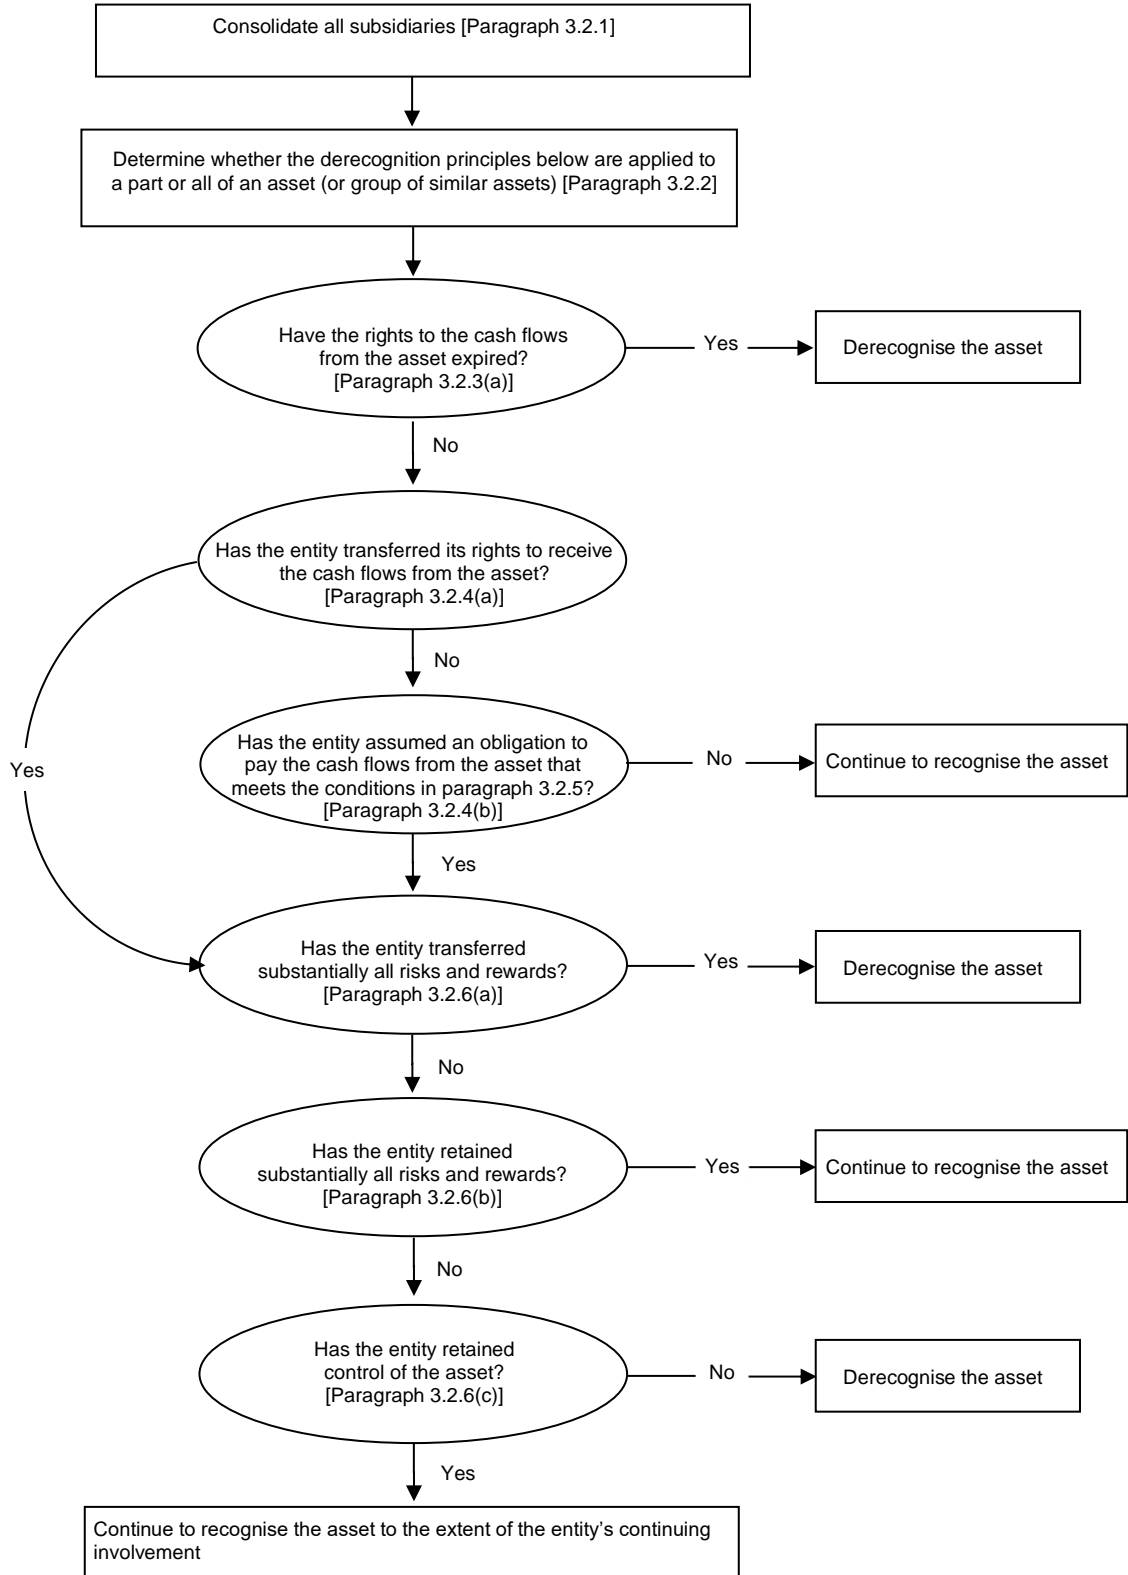 Consolidate all subsidiaries [Paragraph 3.2.1]
Determine whether the derecognition principles below are applied to
a part or all of an asset (or group of similar assets) [Paragraph 3.2.2]
Have the rights to the cash flows
from the asset expired?
[Paragraph 3.2.3(a)]
Yes
Derecognise the asset
No
Has the entity transferred its rights to receive
the cash flows from the asset?
[Paragraph 3.2.4(a)]
No
Yes
Has the entity assumed an obligation to
pay the cash flows from the asset that
meets the conditions in paragraph 3.2.5?
[Paragraph 3.2.4(b)]
No
Continue to recognise the asset
Yes
Has the entity transferred
substantially all risks and rewards?
[Paragraph 3.2.6(a)]
Yes
Derecognise the asset
No
Has the entity retained
substantially all risks and rewards?
[Paragraph 3.2.6(b)]
Yes
Continue to recognise the asset
No
Has the entity retained
control of the asset?
[Paragraph 3.2.6(c)]
No
Derecognise the asset
Yes
Continue to recognise the asset to the extent of the entity’s continuing
involvement